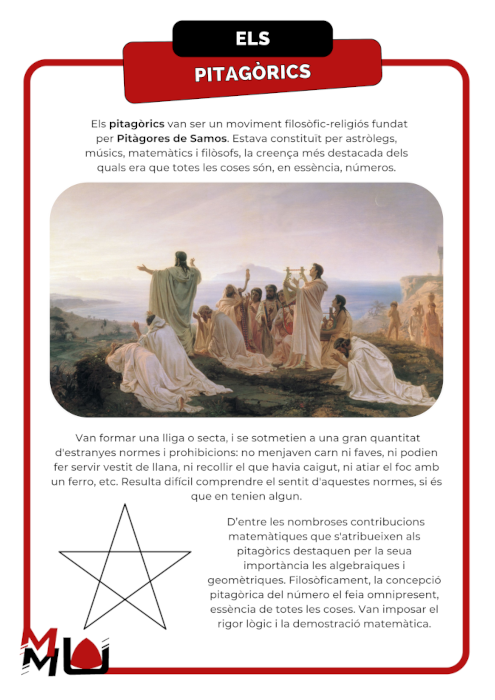 ELS
PITAGÒRICS
Els pitagòrics van ser un moviment filosòfic-religiós fundat
per Pitàgores de Samos. Estava constituït per astròlegs,
músics, matemàtics i filòsofs, la creença més destacada dels
quals era que totes les coses són, en essència, números.
Van formar una lliga o secta, i se sotmetien a una gran quantitat
d'estranyes normes i prohibicions: no menjaven carn ni faves, ni podien
fer servir vestit de llana, ni recollir el que havia caigut, ni atiar el foc amb
un ferro, etc. Resulta difícil comprendre el sentit d'aquestes normes, si és
que en tenien algun.
D'entre les nombroses contribucions
matemàtiques que s'atribueixen als
pitagòrics destaquen per la seua
importància les algebraiques i
geomètriques. Filosòficament, la concepció
pitagòrica del número el feia omnipresent,
essència de totes les coses. Van imposar el
rigor lògic i la demostració matemàtica.
M
MU